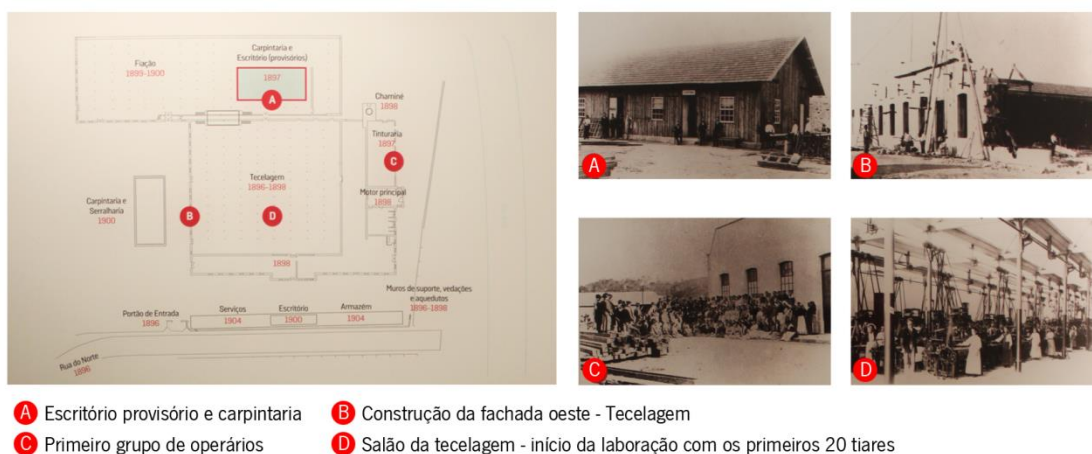 Carpintaria e
Escritório (provisórios)
1897
A
Fiação
1899-1900
Chaminé
1898
Tinturaria
1897
C
Tecelagem
1896-1898
Motor principal
1898
Carpintaria e
Serralharia
1900
B
D
1898
Muros de suporte, vedações
e aquedutos
1896-1898
Portão de Entrada
1896
Serviços
1904
Escritório
1900
Armazém
1904
Rua do Norte
1896
A
B
C
D
A Escritório provisório e carpintaria
B Construção da fachada oeste - Tecelagem
C Primeiro grupo de operários
D Salão da tecelagem - início da laboração com os primeiros 20 tiares